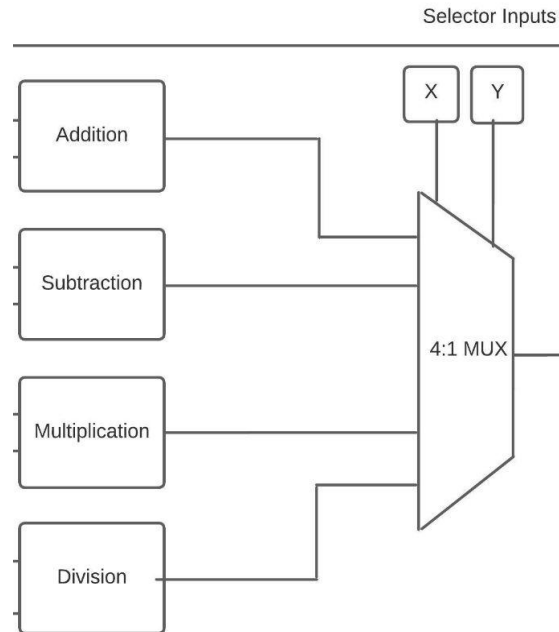 Selector Inputs
X
Y
Addition
Subtraction
4:1 MUX
Multiplication
Division